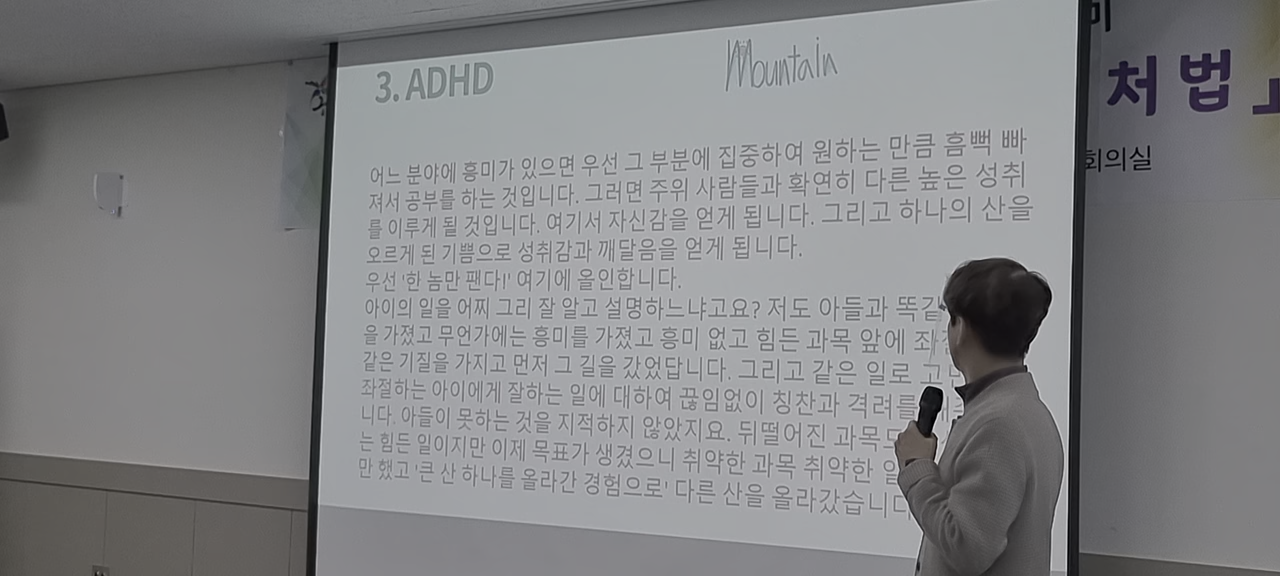 3. ADHD
Mountain
어느 분야에 흥미가 있으면 우선 그 부분에 집중하여 원하는 만큼 흠뻑 빠
져서 공부를 하는 것입니다. 그러면 주위 사람들과 확연히 다른 높은 성취
를 이루게 될 것입니다. 여기서 자신감을 얻게 됩니다. 그리고 하나의 산을
오르게 된 기쁨으로 성취감과 깨달음을 얻게 됩니다.
우선 '한 놈만 팬다!' 여기에 올인합니다.
아이의 일을 어찌 그리 잘 알고 설명하느냐고요? 저도 아들과 똑같
을 가졌고 무언가에는 흥미를 가졌고 흥미 없고 힘든 과목 앞에
같은 기질을 가지고 먼저 그 길을 갔었답니다. 그리고 같은 일로
좌절하는 아이에게 잘하는 일에 대하여 끊임없이 칭찬과 격려를
니다. 아들이 못하는 것을 지적하지 않았지요. 뒤떨어진 과목
는 힘든 일이지만 이제 목표가 생겼으니 취약한 과목 취약한
만 했고 '큰 산 하나를 올라간 경험으로' 다른 산을 올라갔습니다
처법
회의실